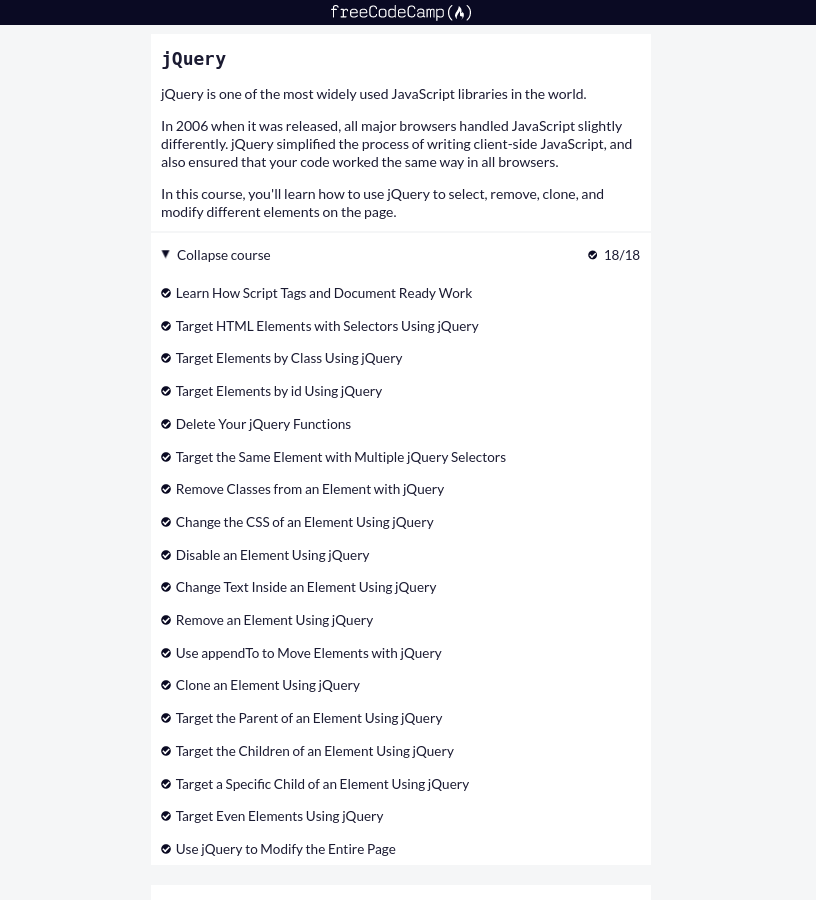 freeCodeCamp(🔥)
jQuery
jQuery is one of the most widely used JavaScript libraries in the world.
In 2006 when it was released, all major browsers handled JavaScript slightly
differently. jQuery simplified the process of writing client-side JavaScript, and
also ensured that your code worked the same way in all browsers.
In this course, you'll learn how to use jQuery to select, remove, clone, and
modify different elements on the page.
Collapse course 18/18
Learn How Script Tags and Document Ready Work
Target HTML Elements with Selectors Using jQuery
Target Elements by Class Using jQuery
Target Elements by id Using jQuery
Delete Your jQuery Functions
Target the Same Element with Multiple jQuery Selectors
Remove Classes from an Element with jQuery
Change the CSS of an Element Using jQuery
Disable an Element Using jQuery
Change Text Inside an Element Using jQuery
Remove an Element Using jQuery
Use appendTo to Move Elements with jQuery
Clone an Element Using jQuery
Target the Parent of an Element Using jQuery
Target the Children of an Element Using jQuery
Target a Specific Child of an Element Using jQuery
Target Even Elements Using jQuery
Use jQuery to Modify the Entire Page